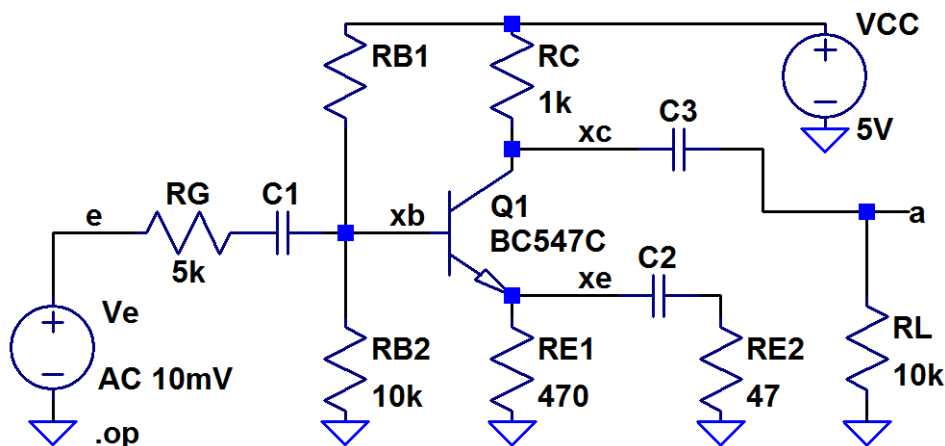 VCC
RB1
RC
1k
5V
C3
xc
RG
C1
e
xb
Q1
BC547C
a
5k
C2
xe
Ve
RB2
RE1
RE2
RL
AC 10mV
10k
470
47
10k
.op